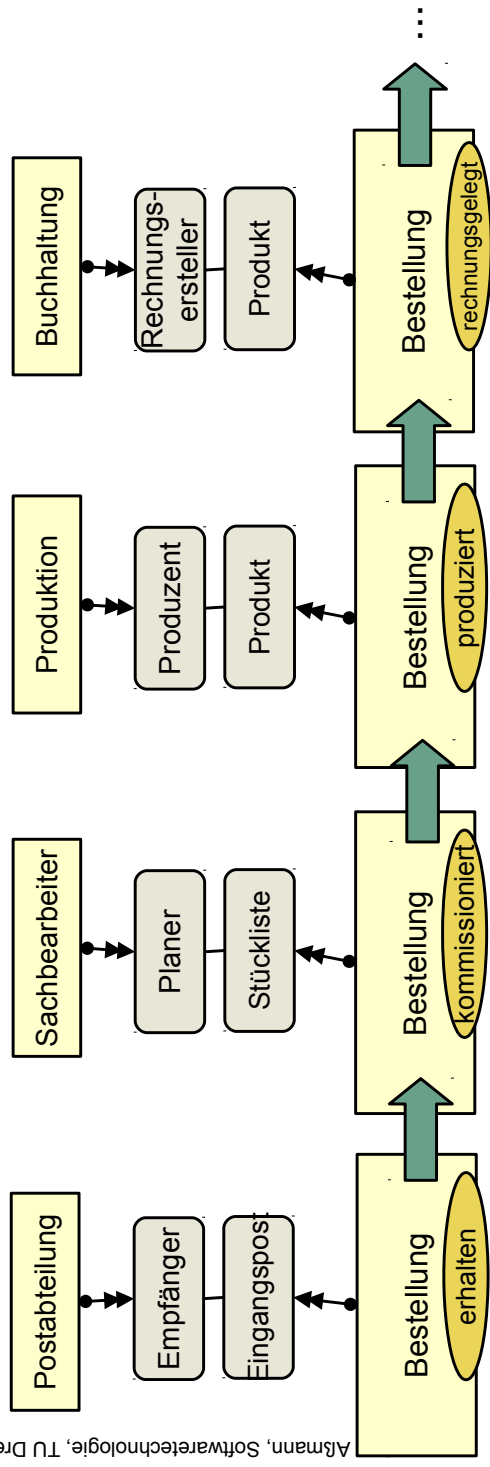 Postabteilung
Sachbearbeiter
Produktion
Buchhaltung
Empfänger
Planer
Produzent
Rechnungs-
ersteller
Eingangspost
Stückliste
Produkt
Produkt
Bestellung
Bestellung
Bestellung
Bestellung
...
erhalten
kommissioniert
produziert
rechnungsgelegt
Aßmann, Softwaretechnologie, TU